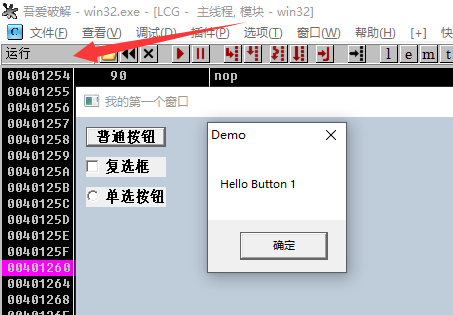 吾爱破解 - win32.exe - [LCG - 主线程, 模块 - win32]
C 文件(F) 查看(V) 调试(D) 插件(P) 选项(T) 窗口(W) 帮助(H) [+] 快
运行 l e m t
00401254 90 nop
00401255
00401256
00401257
00401258
00401259
0040125A
0040125B
0040125C
0040125D
0040125E
0040125F
00401260
00401264
00401268
我的第一个窗口
普通按钮
复选框
单选按钮
Demo
Hello Button 1
确定